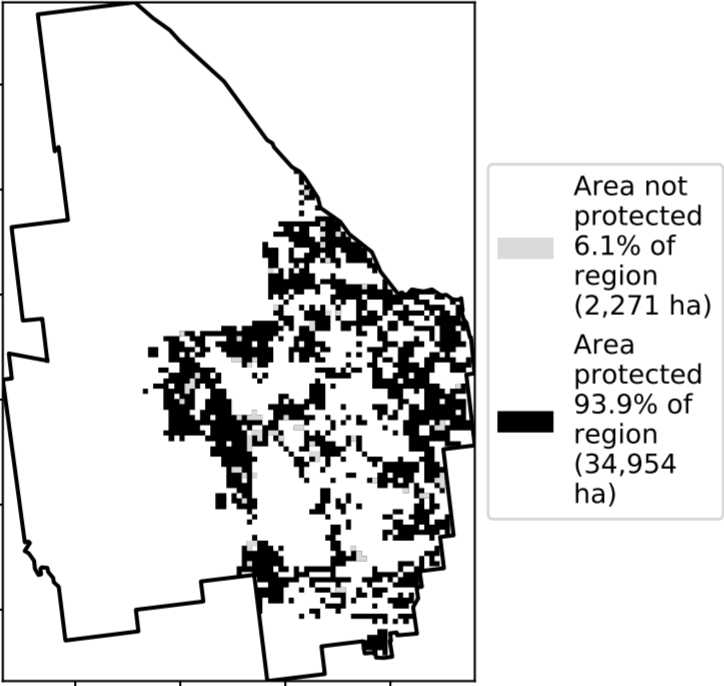 Area not
protected
6.1% of
region
(2,271 ha)
Area
protected
93.9% of
region
(34,954
ha)